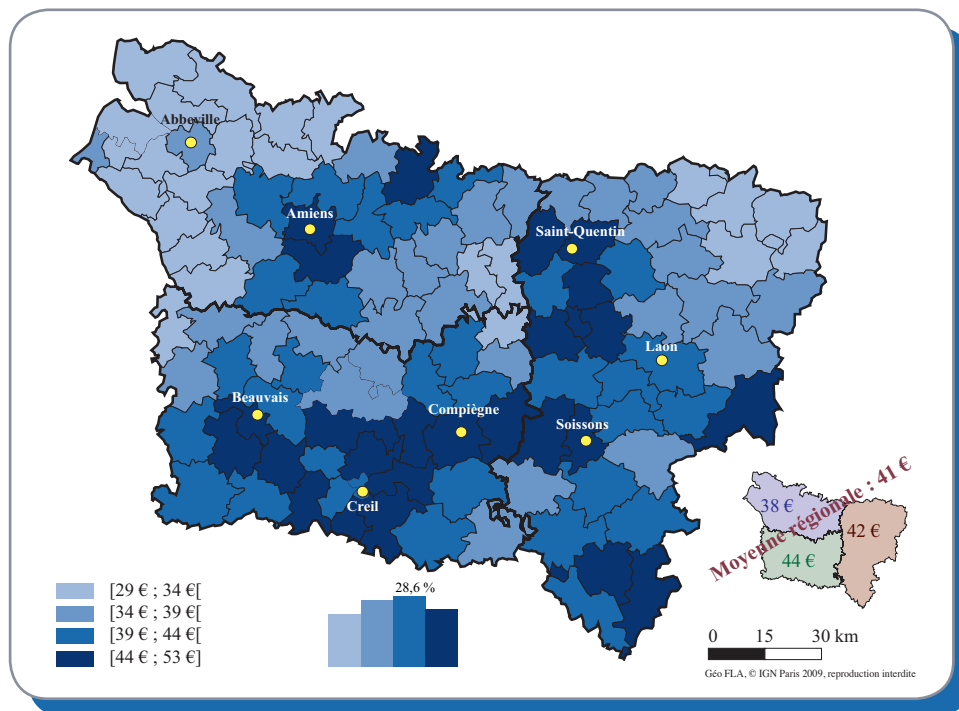 Abbeville
Amiens
Saint-Quentin
Laon
Beauvais
Compiègne
Soissons
Creil
Moyenne régionale : 41 €
38 €
42 €
44 €
[29 € ; 34 €[
[34 € ; 39 €[
[39 € ; 44 €[
[44 € ; 53 €]
28,6 %
0 15 30 km
Géo FLA, © IGN Paris 2009, reproduction interdite